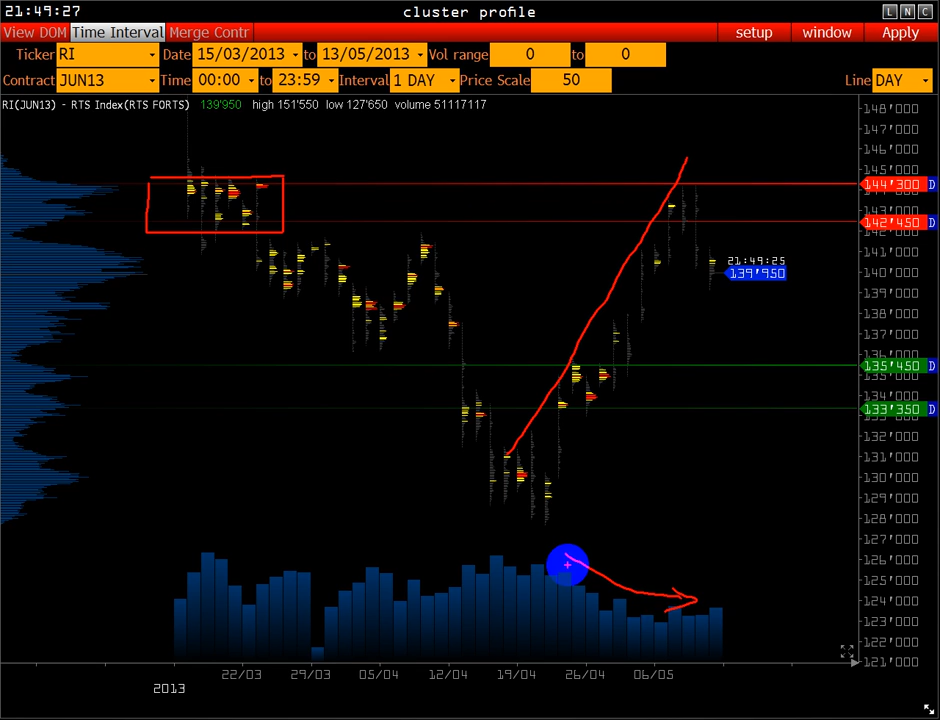 21:49:27 cluster profile L N C
View DOM Time Interval Merge Contr setup window Apply
Ticker RI Date 15/03/2013 to 13/05/2013 Vol range 0 to 0
Contract JUN13 Time 00:00 to 23:59 Interval 1 DAY Price Scale 50 Line DAY
RI(JUN13) - RTS Index(RTS FORTS) 139'950 high 151'550 low 127'650 volume 51117117
148'000
147'000
146'000
145'000
144'300 D
143'000
142'450 D
142'000
141'000
21:49:25
139'950
140'000
139'000
138'000
137'000
136'000
135'450 D
135'000
134'000
133'350 D
132'000
131'000
130'000
129'000
128'000
127'000
126'000
125'000
124'000
123'000
122'000
121'000
22/03 29/03 05/04 12/04 19/04 26/04 06/05
2013